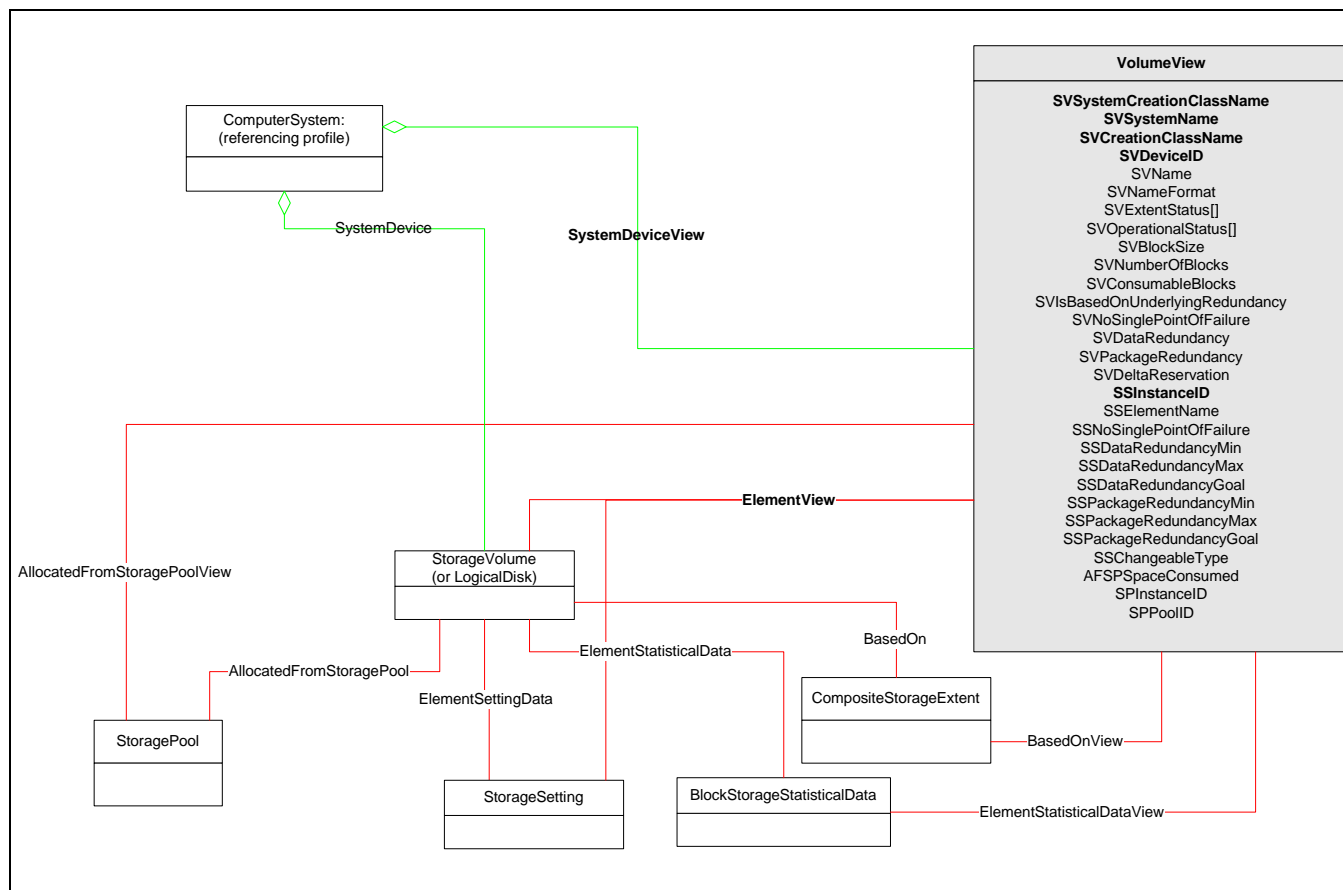 VolumeView
SVSystemCreationClassName
SVSystemName
SVCreationClassName
SVDeviceID
SVName
SVNameFormat
SVExtentStatus[]
SVOperationalStatus[]
SVBlockSize
SVNumberOfBlocks
SVConsumableBlocks
SVIsBasedOnUnderlyingRedundancy
SVNoSinglePointOfFailure
SVDataRedundancy
SVPackageRedundancy
SVDeltaReservation
SSInstanceID
SSElementName
SSNoSinglePointOfFailure
SSDataRedundancyMin
SSDataRedundancyMax
SSDataRedundancyGoal
SSPackageRedundancyMin
SSPackageRedundancyMax
SSPackageRedundancyGoal
SSChangeableType
AFSPSpaceConsumed
SPInstanceID
SPPoolID
ComputerSystem:
(referencing profile)
SystemDevice
SystemDeviceView
ElementView
StorageVolume
(or LogicalDisk)
AllocatedFromStoragePoolView
BasedOn
ElementStatisticalData
AllocatedFromStoragePool
ElementSettingData
CompositeStorageExtent
StoragePool
BasedOnView
StorageSetting
BlockStorageStatisticalData
ElementStatisticalDataView